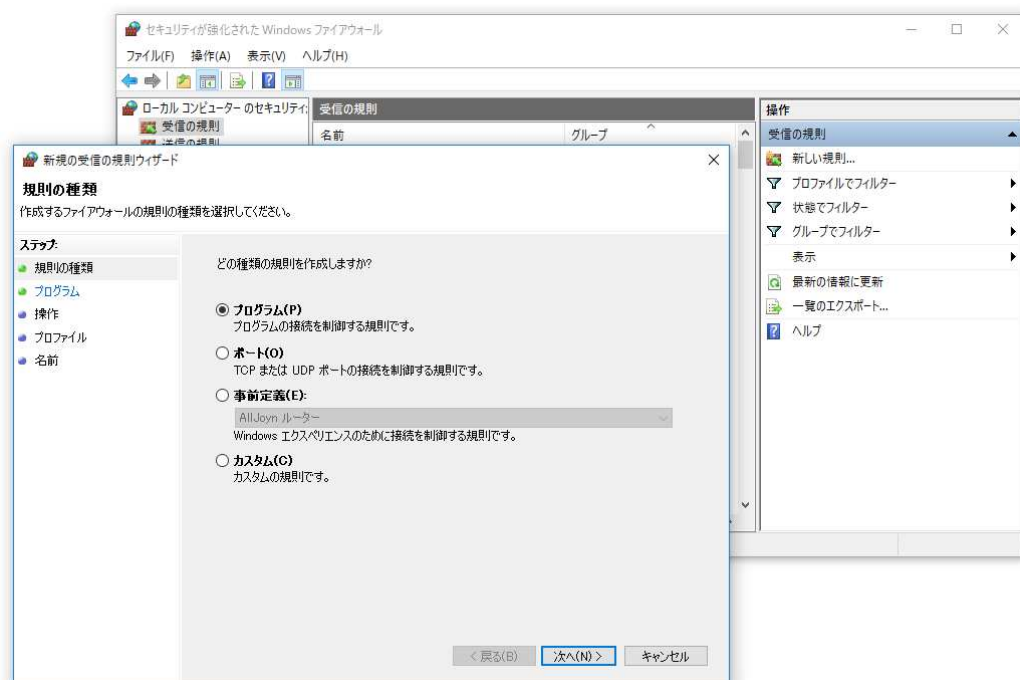 セキュリティが強化された Windows ファイアウォール
ファイル(F) 操作(A) 表示(V) ヘルプ(H)
ローカル コンピューター のセキュリティ
受信の規則
送信の規則
受信の規則
名前 グループ
操作
受信の規則
新しい規則...
プロファイルでフィルター
状態でフィルター
グループでフィルター
表示
最新の情報に更新
一覧のエクスポート...
ヘルプ
新規の受信の規則ウィザード
規則の種類
作成するファイアウォールの規則の種類を選択してください。
ステップ:
規則の種類
プログラム
操作
プロファイル
名前
どの種類の規則を作成しますか?
プログラム(P)
プログラムの接続を制御する規則です。
ポート(O)
TCP または UDP ポートの接続を制御する規則です。
事前定義(E):
AllJoyn ルーター
Windows エクスペリエンスのために接続を制御する規則です。
カスタム(C)
カスタムの規則です。
< 戻る(B) 次へ(N) > キャンセル